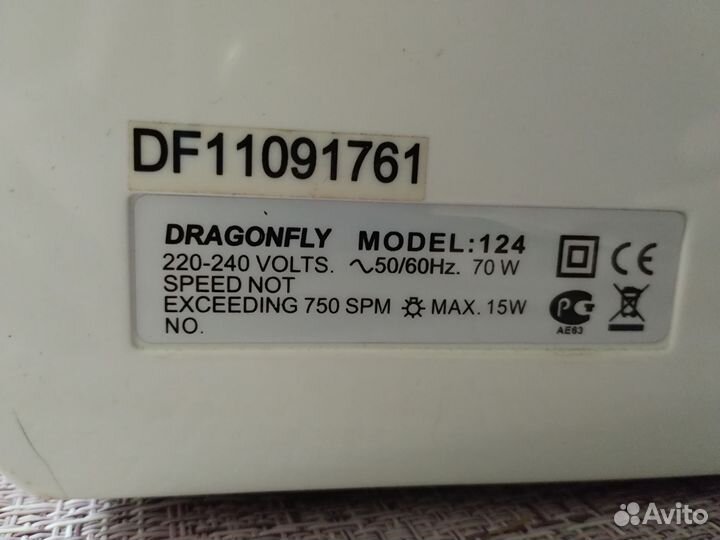 DF11091761
DRAGONFLY MODEL:124
220-240 VOLTS. ~50/60Hz. 70 W
SPEED NOT
EXCEEDING 750 SPM MAX. 15W
NO.
CE
PG
AE63
Avito